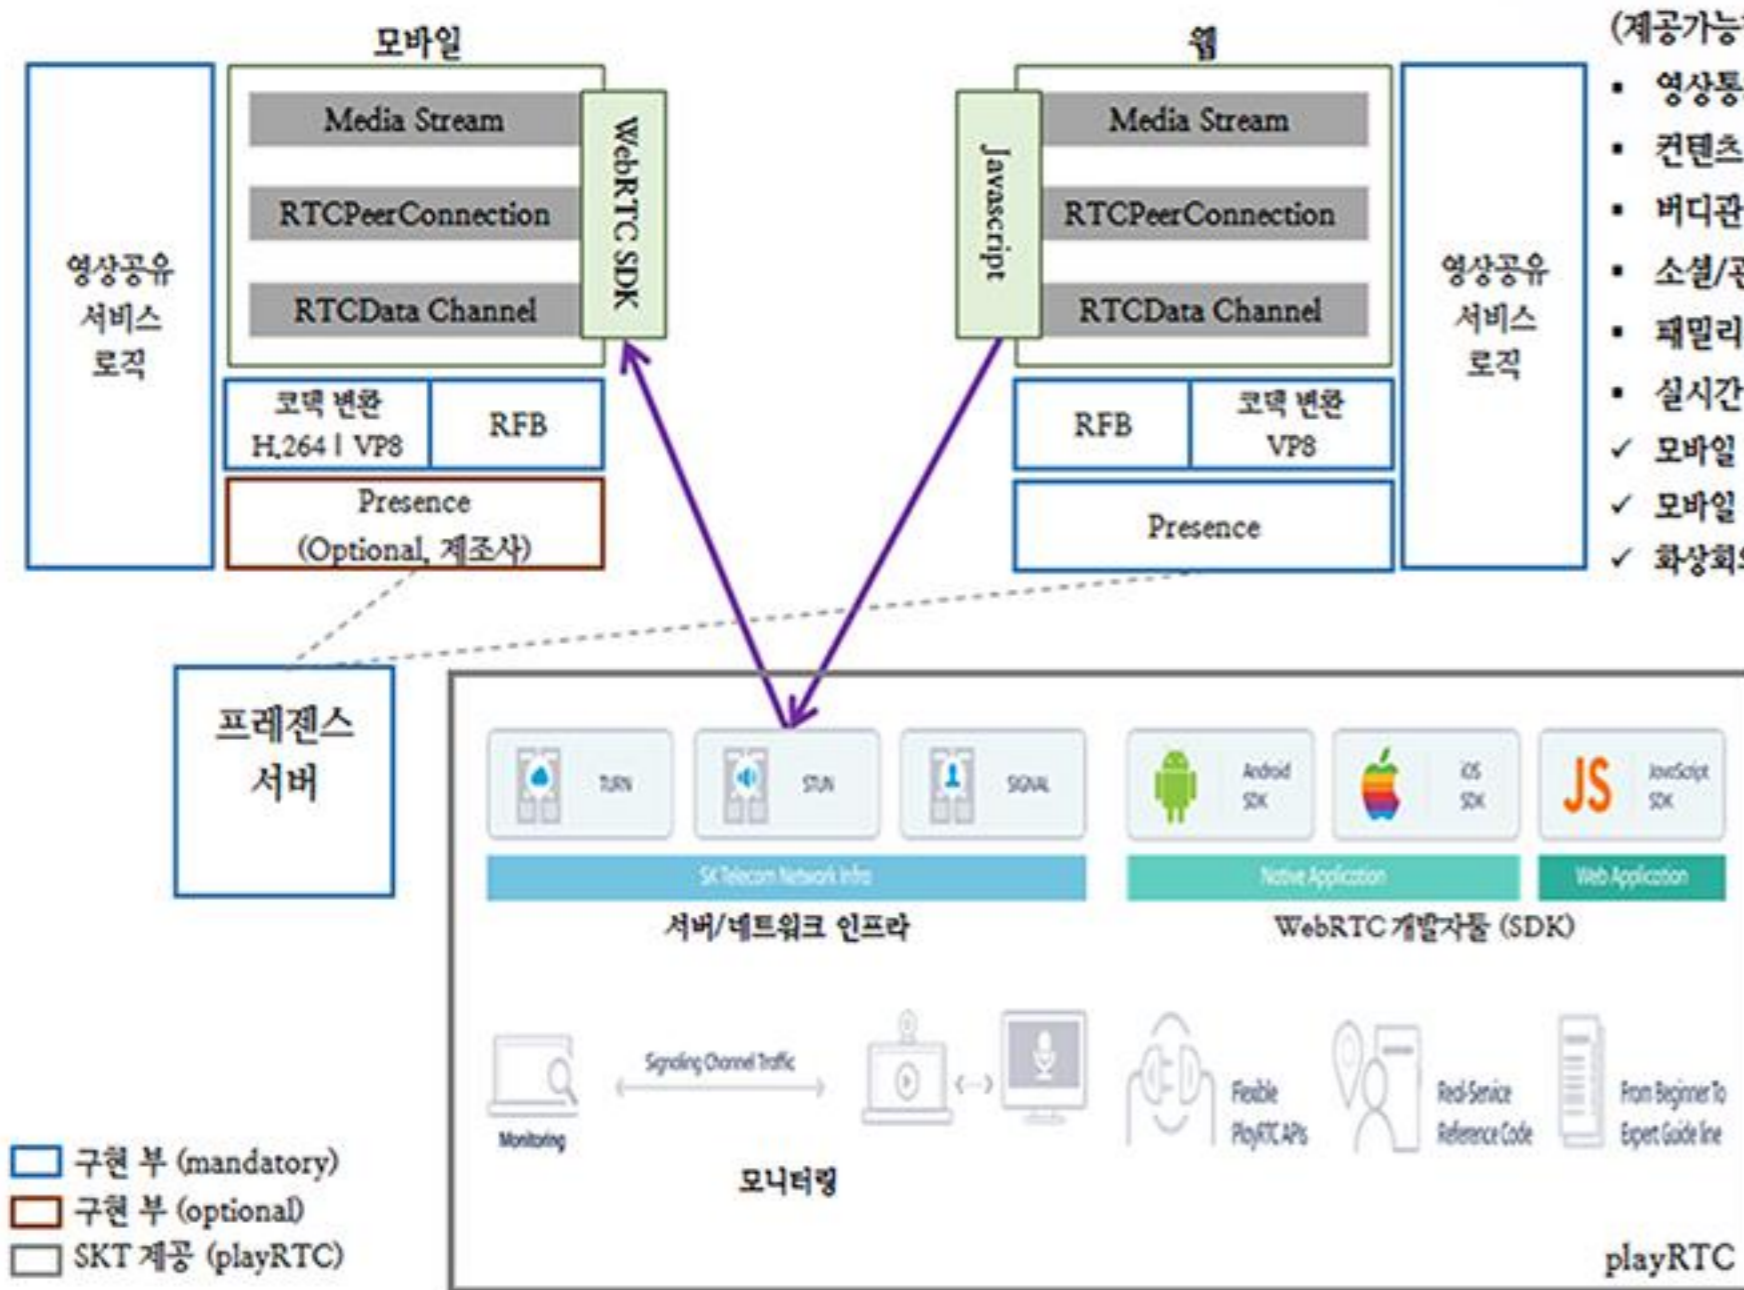 모바일
영상공유
서비스
로직
Media Stream
RTCPeerConnection
RTCData Channel
WebRTC SDK
코덱 변환
H.264 | VP8
RFB
Presence
(Optional, 제조사)
웹
Javascript
Media Stream
RTCPeerConnection
RTCData Channel
RFB
코덱 변환
VP8
Presence
영상공유
서비스
로직
(제공가능
▪ 영상통
▪ 컨텐츠
▪ 버디관
▪ 소셜/관
▪ 패밀리
▪ 실시간
✓ 모바일
✓ 모바일
✓ 화상회의
프레젠스
서버
TURN
STUN
SIGNAL
SK Telecom Network Infra
서버/네트워크 인프라
Android
SDK
iOS
SDK
JS
JavaScript
SDK
Native Application
Web Application
WebRTC 개발자툴 (SDK)
Monitoring
Signaling Channel Traffic
모니터링
Flexible
PlayRTC APIs
Real-Service
Reference Code
From Beginner To
Expert Guide line
playRTC
구현 부 (mandatory)
구현 부 (optional)
SKT 제공 (playRTC)